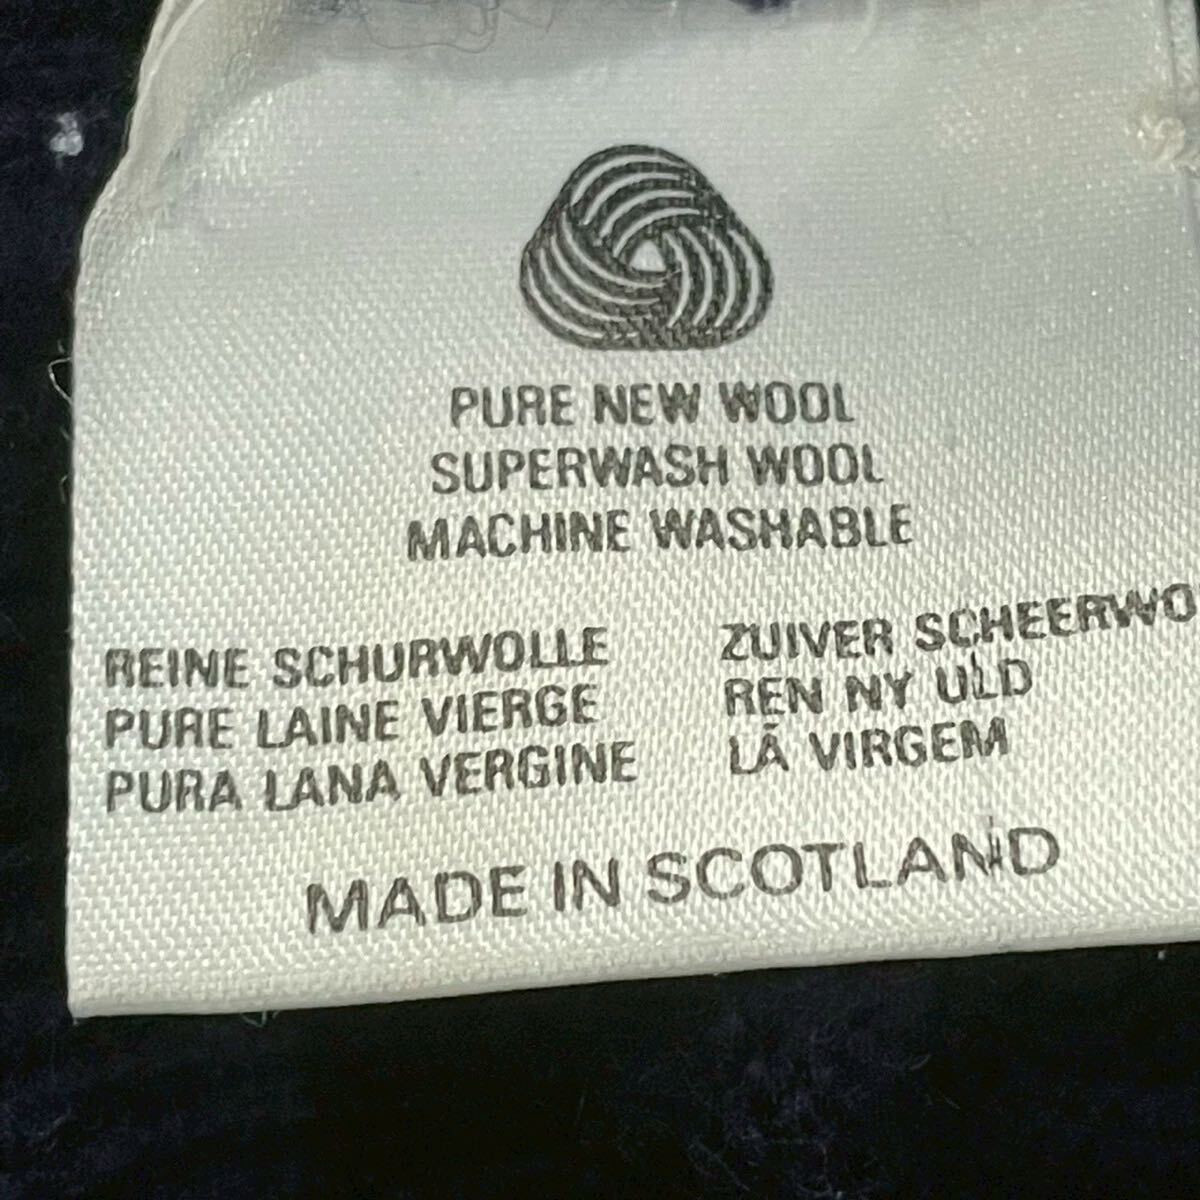 PURE NEW WOOL
SUPERWASH WOOL
MACHINE WASHABLE
REINE SCHURWOLLE
PURE LAINE VIERGE
PURA LANA VERGINE
ZUIVER SCHEERWO
REN NY ULD
LÃ VIRGEM
MADE IN SCOTLAND